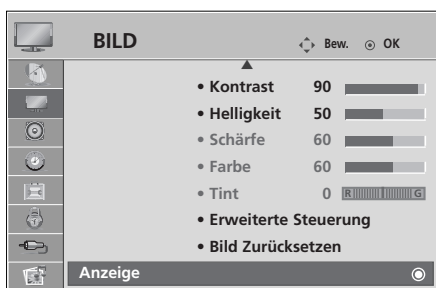 BILD Bew. OK
• Kontrast 90
• Helligkeit 50
• Schärfe 60
• Farbe 60
• Tint 0 R G
• Erweiterte Steuerung
• Bild Zurücksetzen
Anzeige